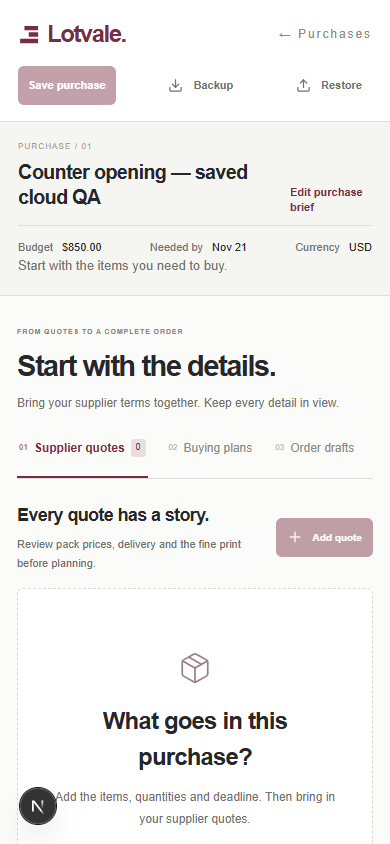 Lotvale.
← Purchases
Save purchase
Backup
Restore
PURCHASE / 01
Counter opening — saved
cloud QA
Edit purchase
brief
Budget $850.00
Needed by Nov 21
Currency USD
Start with the items you need to buy.
FROM QUOTES TO A COMPLETE ORDER
Start with the details.
Bring your supplier terms together. Keep every detail in view.
01 Supplier quotes 0
02 Buying plans
03 Order drafts
Every quote has a story.
Review pack prices, delivery and the fine print
before planning.
Add quote
What goes in this
purchase?
Add the items, quantities and deadline. Then bring in
your supplier quotes.
N